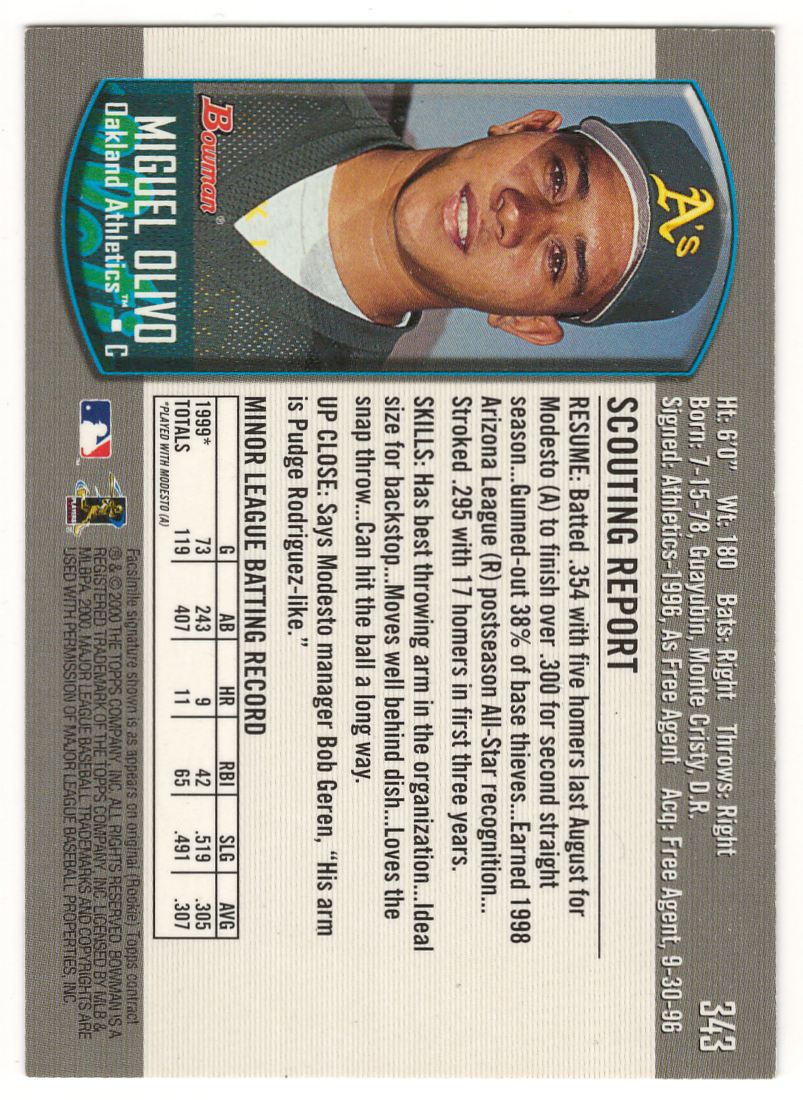 343
Ht: 6'0" Wt: 180 Bats: Right Throws: Right
Born: 7-15-78, Guayubin, Monte Cristy, D.R.
Signed: Athletics-1996, As Free Agent Acq: Free Agent, 9-30-96
A's
Bowman®
MIGUEL OLIVO
Oakland Athletics™ ▪ C
SCOUTING REPORT
RESUME: Batted .354 with five homers last August for
Modesto (A) to finish over .300 for second straight
season...Gunned-out 38% of base thieves...Earned 1998
Arizona League (R) postseason All-Star recognition...
Stroked .295 with 17 homers in first three years.
SKILLS: Has best throwing arm in the organization...Ideal
size for backstop...Moves well behind dish...Loves the
snap throw...Can hit the ball a long way.
UP CLOSE: Says Modesto manager Bob Geren, "His arm
is Pudge Rodriguez-like."
MINOR LEAGUE BATTING RECORD
G AB HR RBI SLG AVG
1999* 73 243 9 42 .519 .305
TOTALS 119 407 11 65 .491 .307
*PLAYED WITH MODESTO (A)
Facsimile signature shown is as appears on original (Rookie) Topps contract
® & © 2000 THE TOPPS COMPANY, INC. ALL RIGHTS RESERVED. BOWMAN IS A
REGISTERED TRADEMARK OF THE TOPPS COMPANY, INC. LICENSED BY MLB &
MLBPA, 2000. MAJOR LEAGUE BASEBALL TRADEMARKS AND COPYRIGHTS ARE
USED WITH PERMISSION OF MAJOR LEAGUE BASEBALL PROPERTIES, INC.